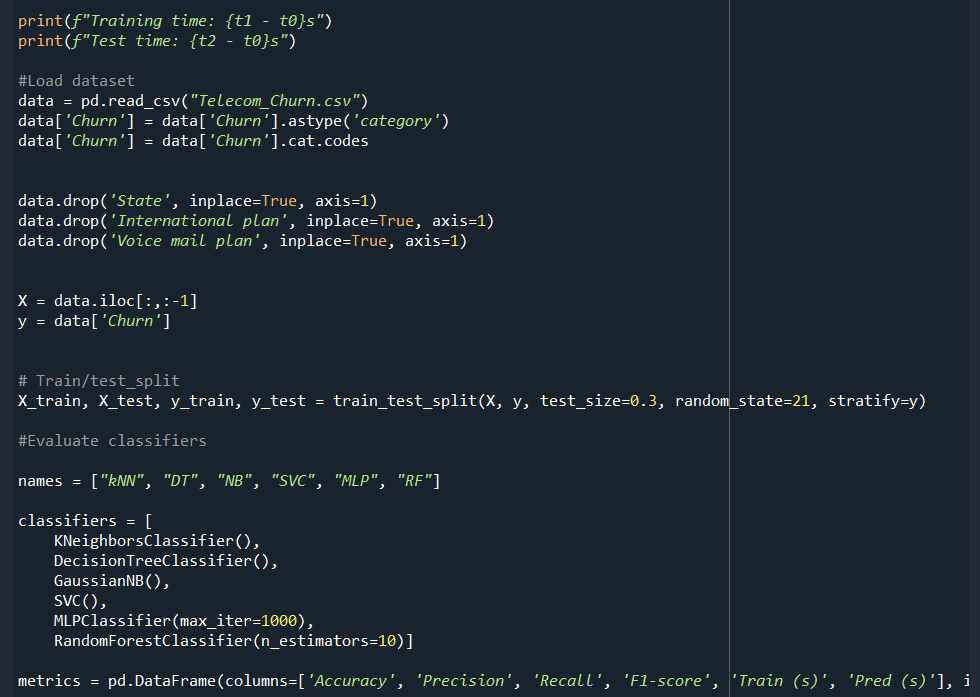 print(f"Training time: {t1 - t0}s")
print(f"Test time: {t2 - t0}s")
#Load dataset
data = pd.read_csv("Telecom_Churn.csv")
data['Churn'] = data['Churn'].astype('category')
data['Churn'] = data['Churn'].cat.codes
data.drop('State', inplace=True, axis=1)
data.drop('International plan', inplace=True, axis=1)
data.drop('Voice mail plan', inplace=True, axis=1)
X = data.iloc[:,:-1]
y = data['Churn']
# Train/test_split
X_train, X_test, y_train, y_test = train_test_split(X, y, test_size=0.3, random_state=21, stratify=y)
#Evaluate classifiers
names = ["kNN", "DT", "NB", "SVC", "MLP", "RF"]
classifiers = [
    KNeighborsClassifier(),
    DecisionTreeClassifier(),
    GaussianNB(),
    SVC(),
    MLPClassifier(max_iter=1000),
    RandomForestClassifier(n_estimators=10)]
metrics = pd.DataFrame(columns=['Accuracy', 'Precision', 'Recall', 'F1-score', 'Train (s)', 'Pred (s)'], i